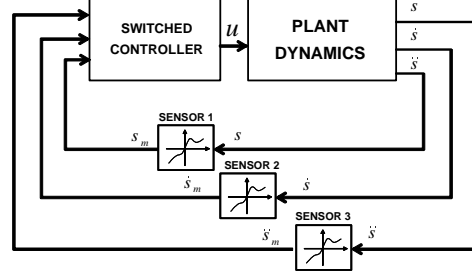 SWITCHED
CONTROLLER
u
PLANT
DYNAMICS
s
ṡ
s̈
SENSOR 1
s_m
s
SENSOR 2
ṡ_m
ṡ
SENSOR 3
s̈_m
s̈